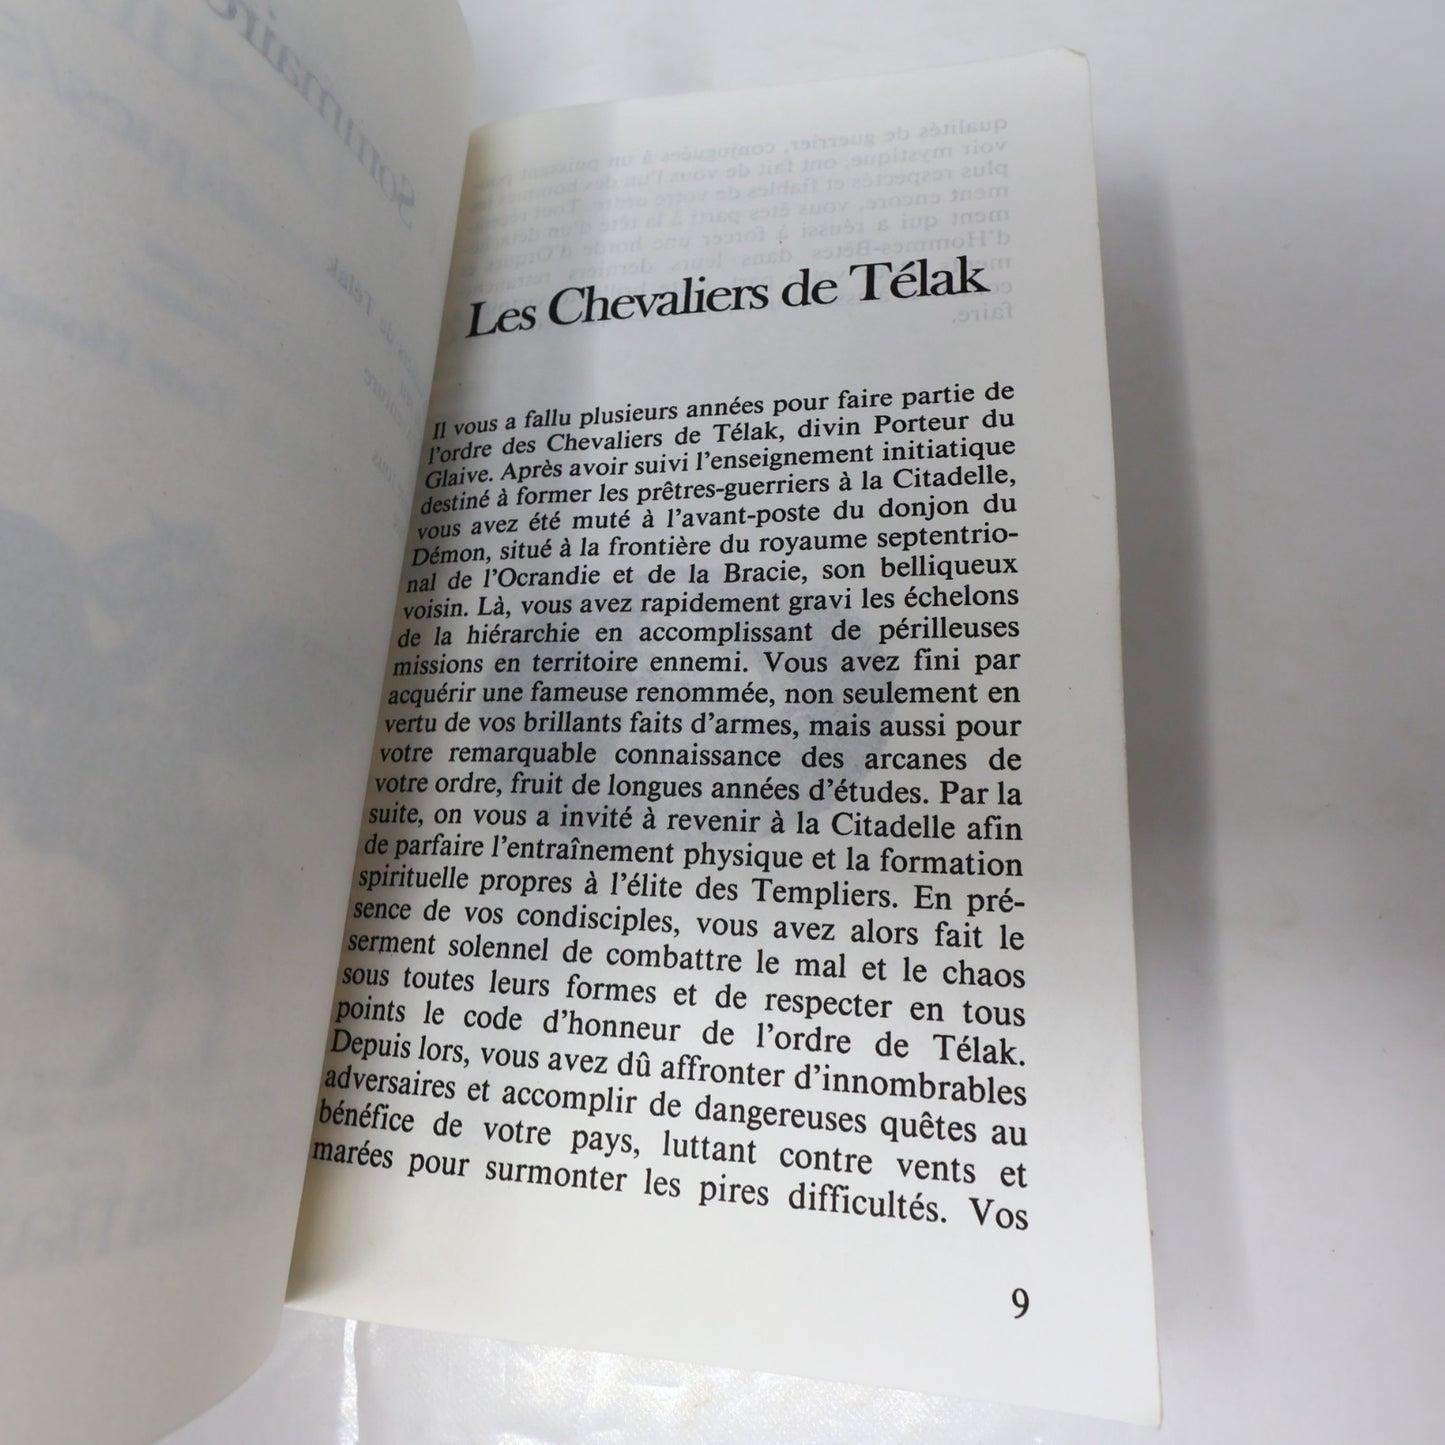 Sommaire
Les Chevaliers de Télak
Il vous a fallu plusieurs années pour faire partie de
l'ordre des Chevaliers de Télak, divin Porteur du
Glaive. Après avoir suivi l'enseignement initiatique
destiné à former les prêtres-guerriers à la Citadelle,
vous avez été muté à l'avant-poste du donjon du
Démon, situé à la frontière du royaume septentrio-
nal de l'Ocrandie et de la Bracie, son belliqueux
voisin. Là, vous avez rapidement gravi les échelons
de la hiérarchie en accomplissant de périlleuses
missions en territoire ennemi. Vous avez fini par
acquérir une fameuse renommée, non seulement en
vertu de vos brillants faits d'armes, mais aussi pour
votre remarquable connaissance des arcanes de
votre ordre, fruit de longues années d'études. Par la
suite, on vous a invité à revenir à la Citadelle afin
de parfaire l'entraînement physique et la formation
spirituelle propres à l'élite des Templiers. En pré-
sence de vos condisciples, vous avez alors fait le
serment solennel de combattre le mal et le chaos
sous toutes leurs formes et de respecter en tous
points le code d'honneur de l'ordre de Télak.
Depuis lors, vous avez dû affronter d'innombrables
adversaires et accomplir de dangereuses quêtes au
bénéfice de votre pays, luttant contre vents et
marées pour surmonter les pires difficultés. Vos
9